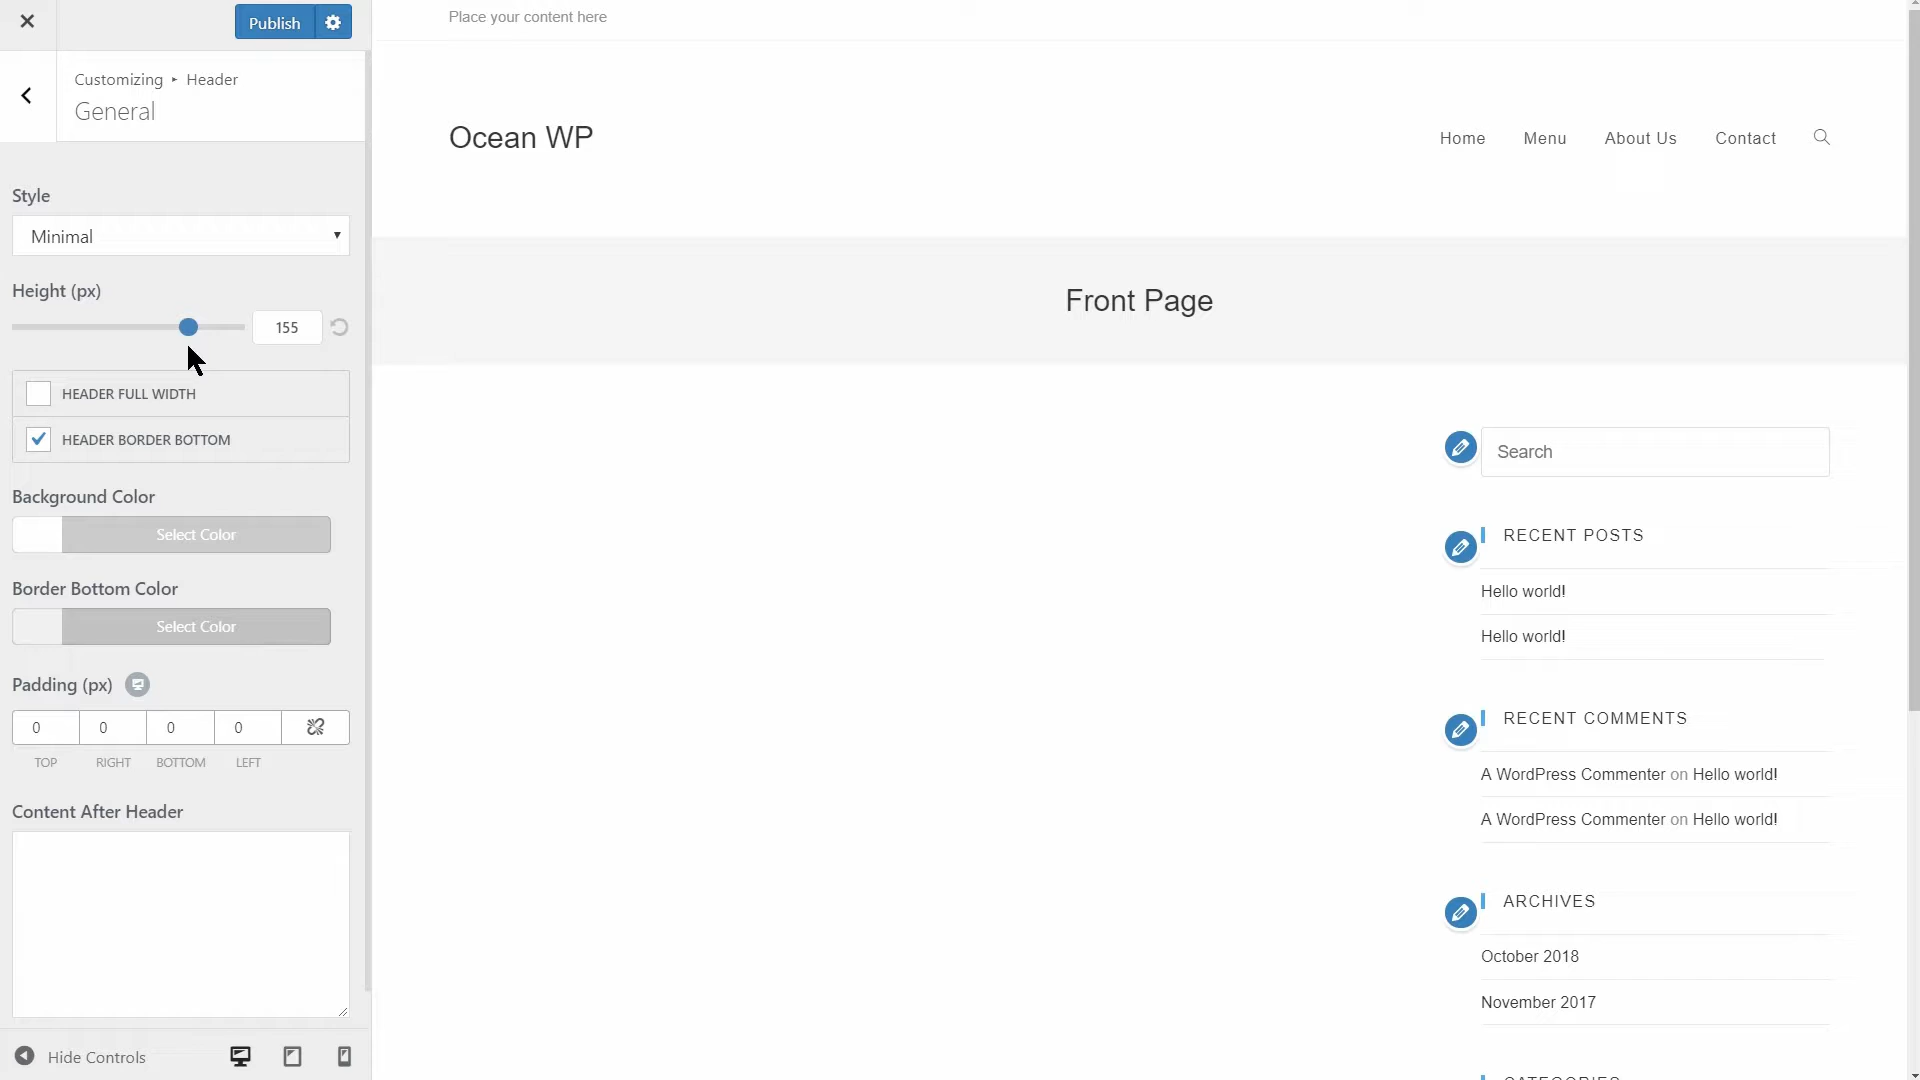 Publish
Customizing ▸ Header
General
Style
Minimal
Height (px)
155
HEADER FULL WIDTH
HEADER BORDER BOTTOM
Background Color
Select Color
Border Bottom Color
Select Color
Padding (px)
0 0 0 0
TOP RIGHT BOTTOM LEFT
Content After Header
Hide Controls
Place your content here
Ocean WP
Home Menu About Us Contact
Front Page
Search
RECENT POSTS
Hello world!
Hello world!
RECENT COMMENTS
A WordPress Commenter on Hello world!
A WordPress Commenter on Hello world!
ARCHIVES
October 2018
November 2017
CATEGORIES